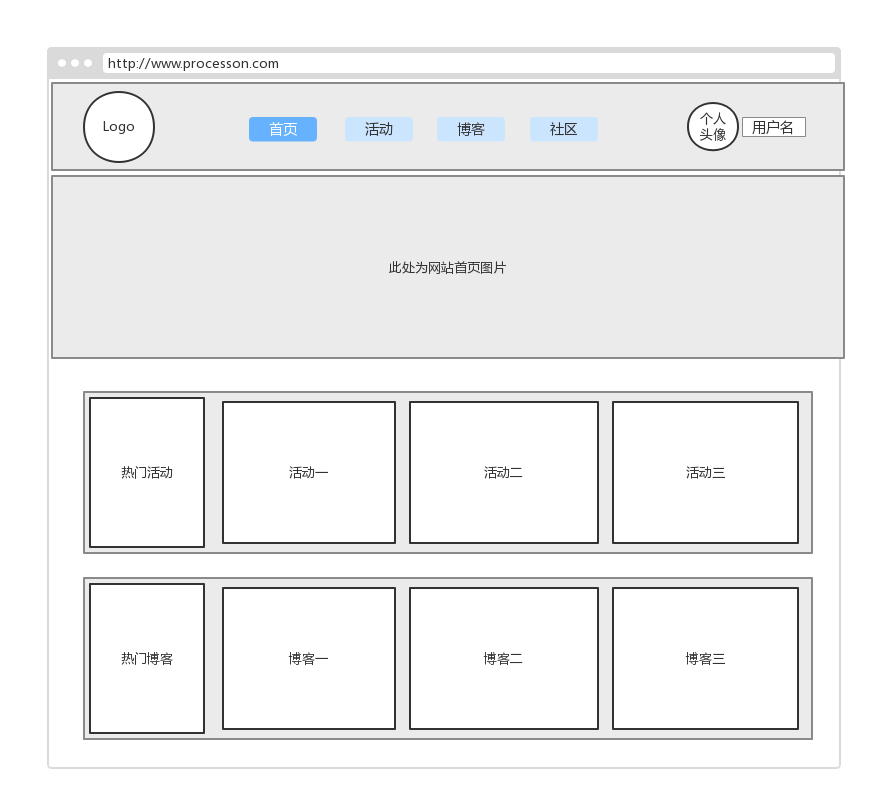 http://www.processon.com
Logo
首页
活动
博客
社区
个人
头像
用户名
此处为网站首页图片
热门活动
活动一
活动二
活动三
热门博客
博客一
博客二
博客三